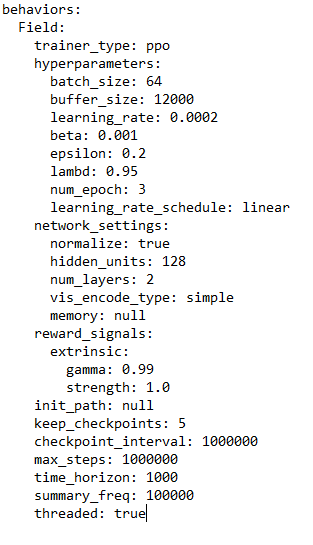 behaviors:
  Field:
    trainer_type: ppo
    hyperparameters:
      batch_size: 64
      buffer_size: 12000
      learning_rate: 0.0002
      beta: 0.001
      epsilon: 0.2
      lambd: 0.95
      num_epoch: 3
      learning_rate_schedule: linear
    network_settings:
      normalize: true
      hidden_units: 128
      num_layers: 2
      vis_encode_type: simple
      memory: null
    reward_signals:
      extrinsic:
        gamma: 0.99
        strength: 1.0
    init_path: null
    keep_checkpoints: 5
    checkpoint_interval: 1000000
    max_steps: 1000000
    time_horizon: 1000
    summary_freq: 100000
    threaded: true